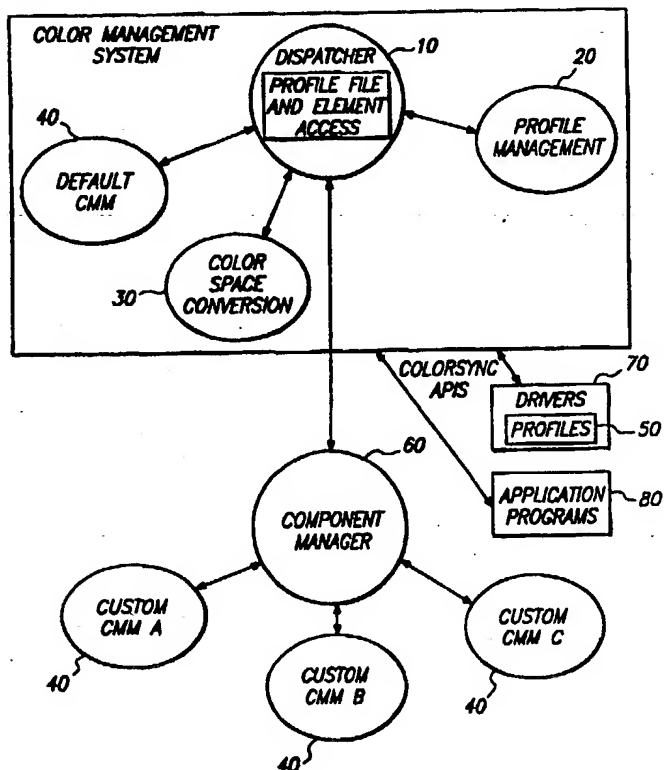 COLOR MANAGEMENT
SYSTEM
DISPATCHER
10
PROFILE FILE
AND ELEMENT
ACCESS
20
PROFILE
MANAGEMENT
40
DEFAULT
CMM
COLOR
SPACE
CONVERSION
30
COLORSYNC
APIS
70
DRIVERS
PROFILES
50
APPLICATION
PROGRAMS
80
60
COMPONENT
MANAGER
CUSTOM
CMM A
40
CUSTOM
CMM B
40
CUSTOM
CMM C
40